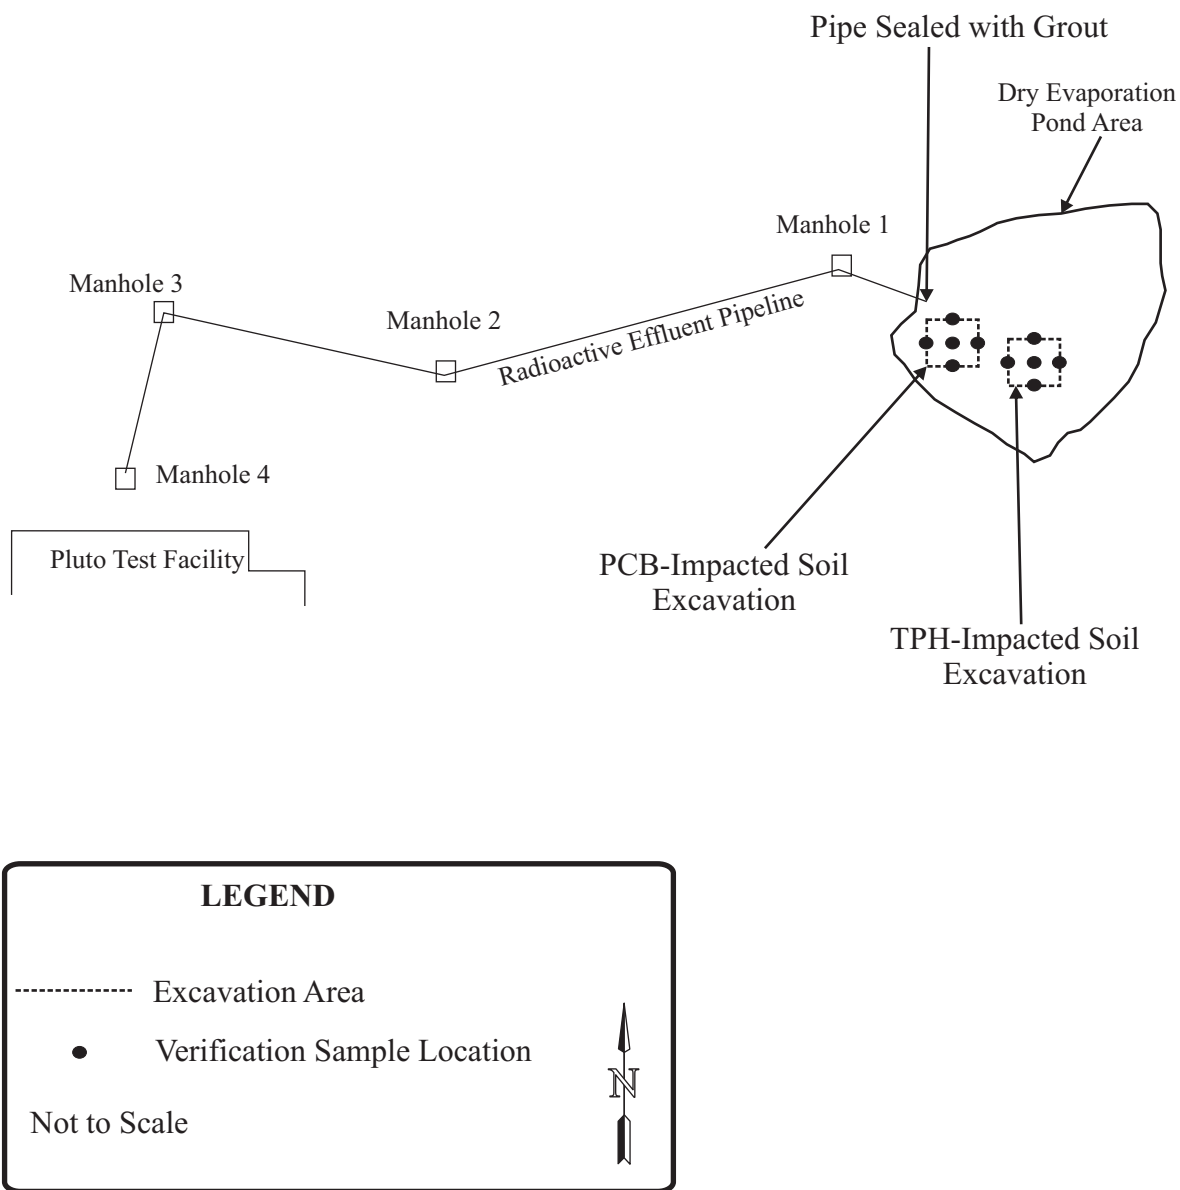 Pipe Sealed with Grout
Dry Evaporation
Pond Area
Manhole 1
Manhole 3
Manhole 2
Radioactive Effluent Pipeline
Manhole 4
Pluto Test Facility
PCB-Impacted Soil
Excavation
TPH-Impacted Soil
Excavation
LEGEND
Excavation Area
Verification Sample Location
N
Not to Scale